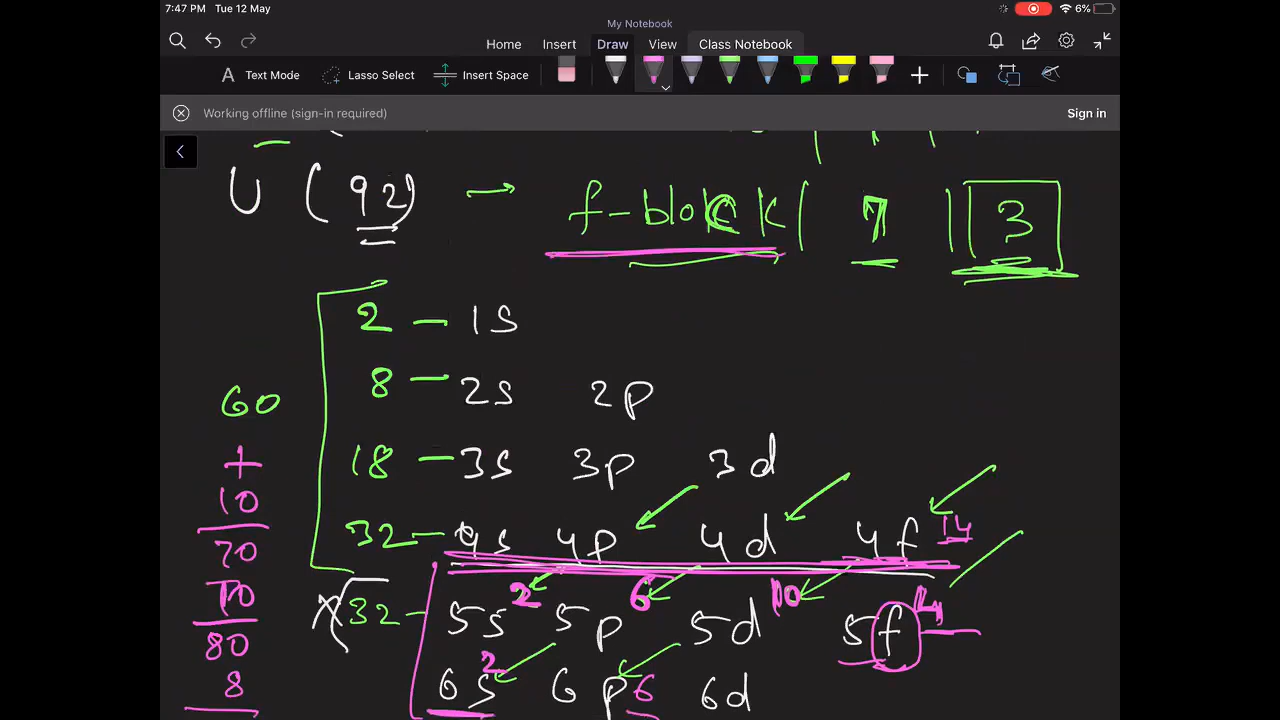 7:47 PM Tue 12 May 6%
My Notebook
Home Insert Draw View Class Notebook
Text Mode Lasso Select Insert Space
Working offline (sign-in required) Sign in
U ( 92 ) → f-block | 7 || 3
2 - 1s
8 - 2s 2p
60
18 - 3s 3p 3d
+
10
32 - 4s 4p 4d 4f 14
70
10 32 - 5s 2 5p 6 5d 10 5f 14
80
8 6s 2 6p 6 6d